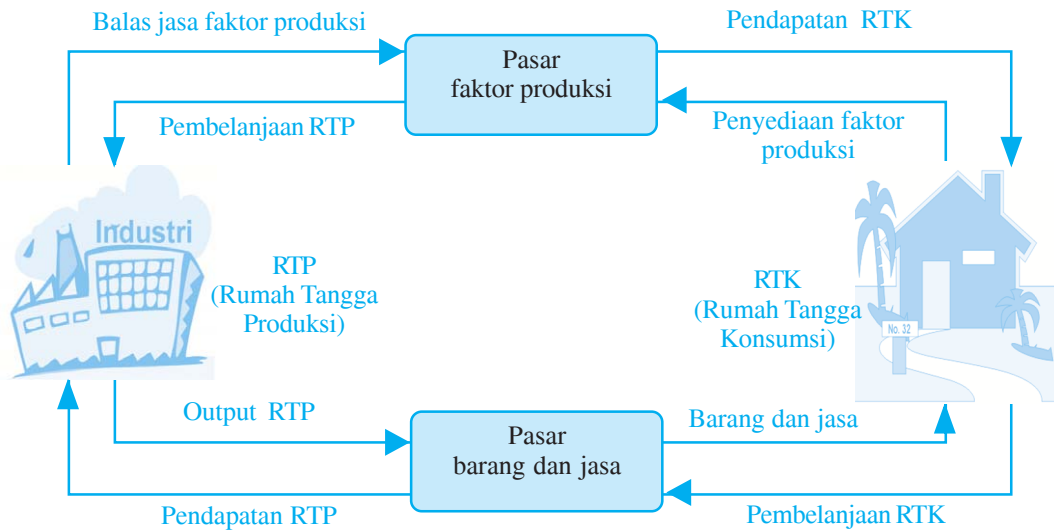 Balas jasa faktor produksi
Pendapatan RTK
Pasar
faktor produksi
Pembelanjaan RTP
Penyediaan faktor
produksi
Industri
RTP
(Rumah Tangga
Produksi)
RTK
(Rumah Tangga
Konsumsi)
No. 32
Output RTP
Pasar
barang dan jasa
Barang dan jasa
Pendapatan RTP
Pembelanjaan RTK